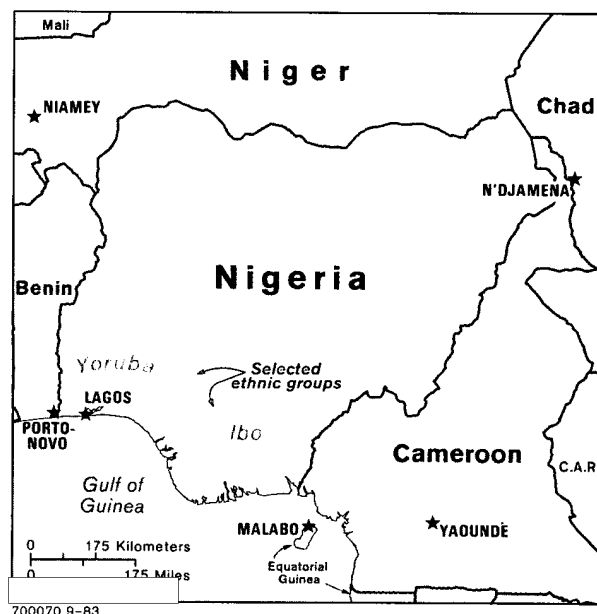 Mali
Niger
NIAMEY
Chad
N'DJAMENA
Nigeria
Benin
Yoruba
Selected
ethnic groups
LAGOS
PORTO-
NOVO
Ibo
Cameroon
C.A.R
Gulf of
Guinea
MALABO
YAOUNDÉ
0 175 Kilometers
Equatorial
Guinea
0 175 Miles
700070 9-83